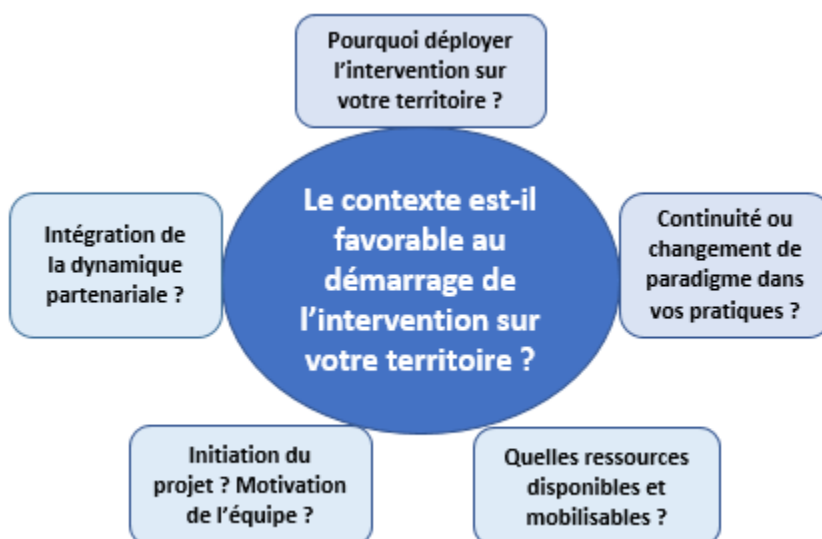 Pourquoi déployer
l’intervention sur
votre territoire ?
Le contexte est-il
favorable au
démarrage de
l’intervention sur
votre territoire ?
Intégration de
la dynamique
partenariale ?
Continuité ou
changement de
paradigme dans
vos pratiques ?
Initiation du
projet ? Motivation
de l’équipe ?
Quelles ressources
disponibles et
mobilisables ?